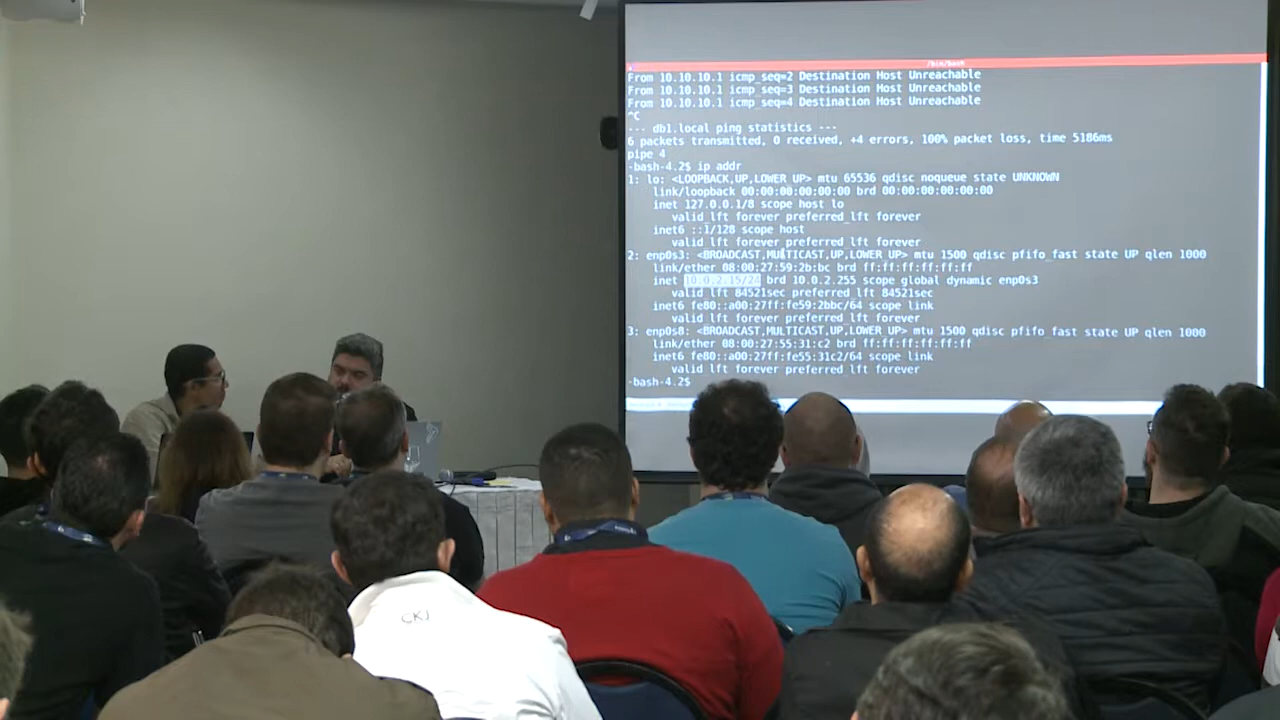 /bin/bash
From 10.10.10.1 icmp_seq=2 Destination Host Unreachable
From 10.10.10.1 icmp_seq=3 Destination Host Unreachable
From 10.10.10.1 icmp_seq=4 Destination Host Unreachable
^C
--- db1.local ping statistics ---
6 packets transmitted, 0 received, +4 errors, 100% packet loss, time 5186ms
pipe 4
-bash-4.2$ ip addr
1: lo: <LOOPBACK,UP,LOWER_UP> mtu 65536 qdisc noqueue state UNKNOWN
link/loopback 00:00:00:00:00:00 brd 00:00:00:00:00:00
inet 127.0.0.1/8 scope host lo
valid_lft forever preferred_lft forever
inet6 ::1/128 scope host
valid_lft forever preferred_lft forever
2: enp0s3: <BROADCAST,MULTICAST,UP,LOWER_UP> mtu 1500 qdisc pfifo_fast state UP qlen 1000
link/ether 08:00:27:59:2b:bc brd ff:ff:ff:ff:ff:ff
inet 10.0.2.15/24 brd 10.0.2.255 scope global dynamic enp0s3
valid_lft 84521sec preferred_lft 84521sec
inet6 fe80::a00:27ff:fe59:2bbc/64 scope link
valid_lft forever preferred_lft forever
3: enp0s8: <BROADCAST,MULTICAST,UP,LOWER_UP> mtu 1500 qdisc pfifo_fast state UP qlen 1000
link/ether 08:00:27:55:31:c2 brd ff:ff:ff:ff:ff:ff
inet6 fe80::a00:27ff:fe55:31c2/64 scope link
valid_lft forever preferred_lft forever
-bash-4.2$
CKJ